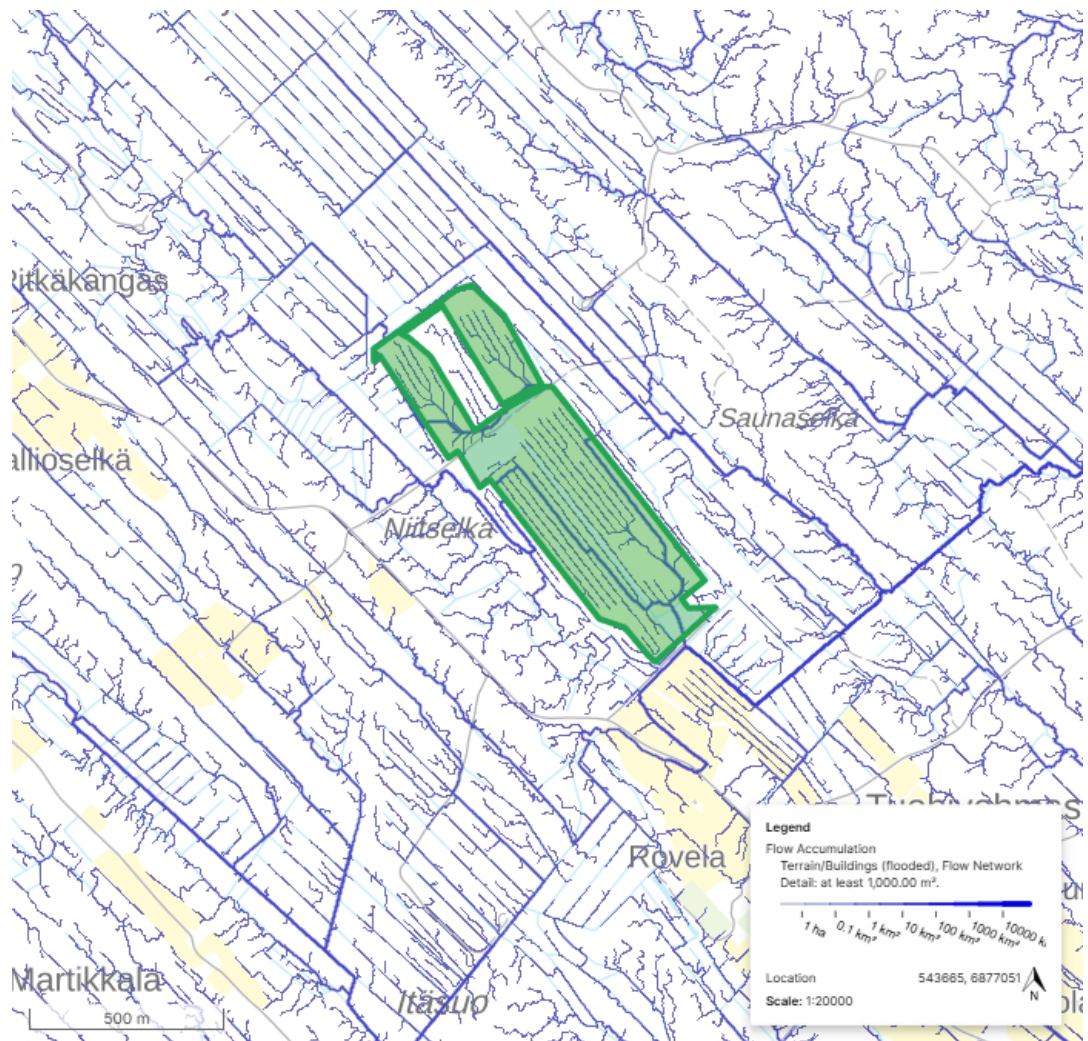 Pitkäkangas
Saunaselkä
allioselkä
Niitselkä
Rovela
Martikkala
Itäsuo
500 m
Legend
Flow Accumulation
Terrain/Buildings (flooded), Flow Network
Detail: at least 1,000.00 m².
1 ha
0.1 km²
1 km²
10 km²
100 km²
1000 km²
10000 k
Location 543665, 6877051
Scale: 1:20000
N